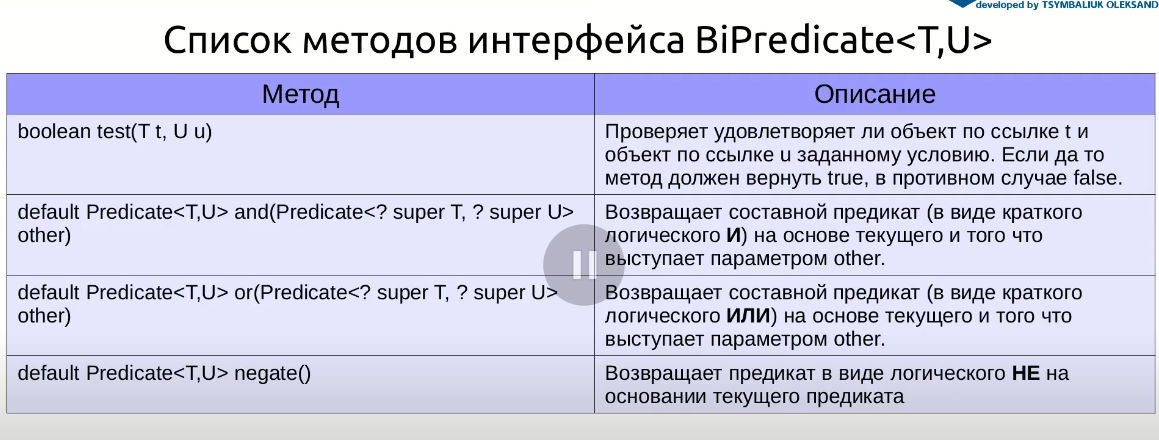 developed by TSYMBALIUK OLEKSAND
Список методов интерфейса BiPredicate<T,U>
Метод
Описание
boolean test(T t, U u)
Проверяет удовлетворяет ли объект по ссылке t и
объект по ссылке u заданному условию. Если да то
метод должен вернуть true, в противном случае false.
default Predicate<T,U> and(Predicate<? super T, ? super U>
other)
Возвращает составной предикат (в виде краткого
логического И) на основе текущего и того что
выступает параметром other.
default Predicate<T,U> or(Predicate<? super T, ? super U>
other)
Возвращает составной предикат (в виде краткого
логического ИЛИ) на основе текущего и того что
выступает параметром other.
default Predicate<T,U> negate()
Возвращает предикат в виде логического НЕ на
основании текущего предиката